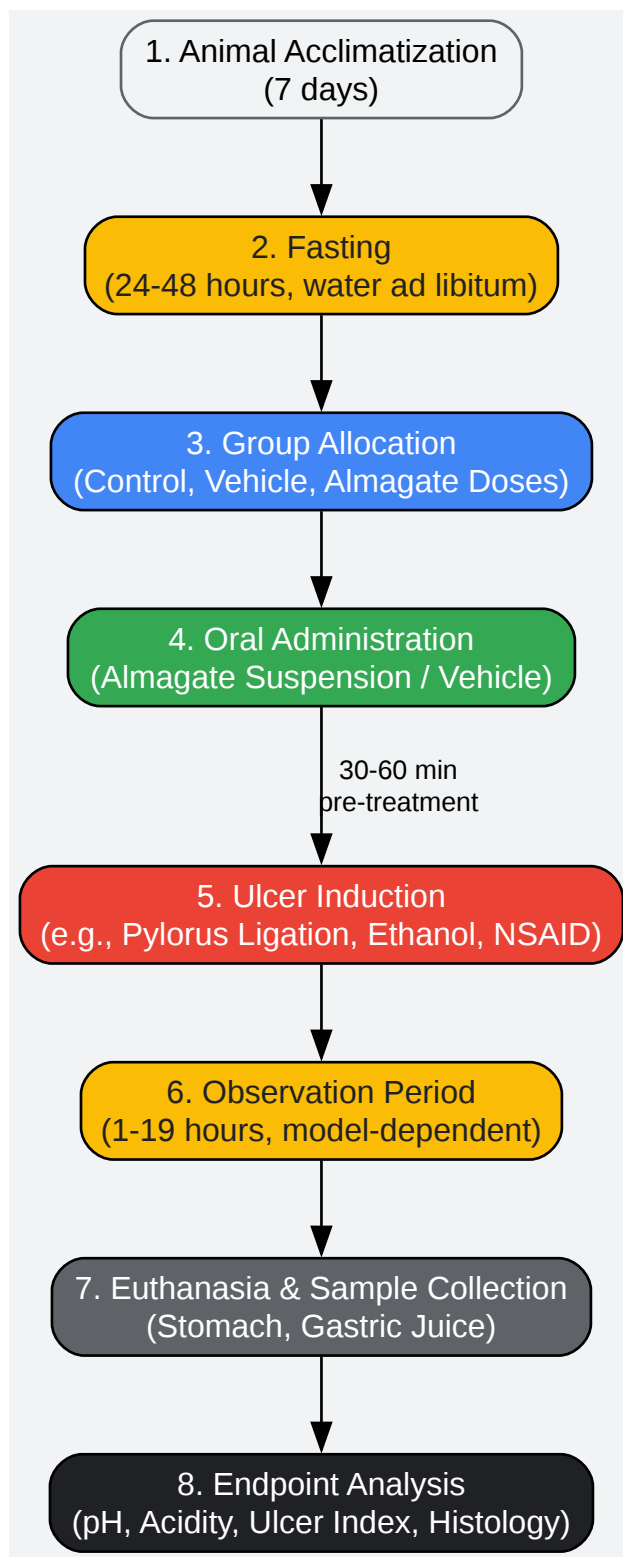 1. Animal Acclimatization
(7 days)
2. Fasting
(24-48 hours, water ad libitum)
3. Group Allocation
(Control, Vehicle, Almagate Doses)
4. Oral Administration
(Almagate Suspension / Vehicle)
30-60 min
pre-treatment
5. Ulcer Induction
(e.g., Pylorus Ligation, Ethanol, NSAID)
6. Observation Period
(1-19 hours, model-dependent)
7. Euthanasia & Sample Collection
(Stomach, Gastric Juice)
8. Endpoint Analysis
(pH, Acidity, Ulcer Index, Histology)